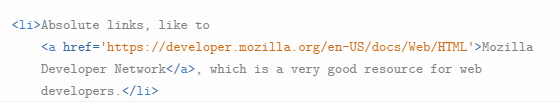 <li>Absolute links, like to
<a href='https://developer.mozilla.org/en-US/docs/Web/HTML'>Mozilla
Developer Network</a>, which is a very good resource for web
developers.</li>